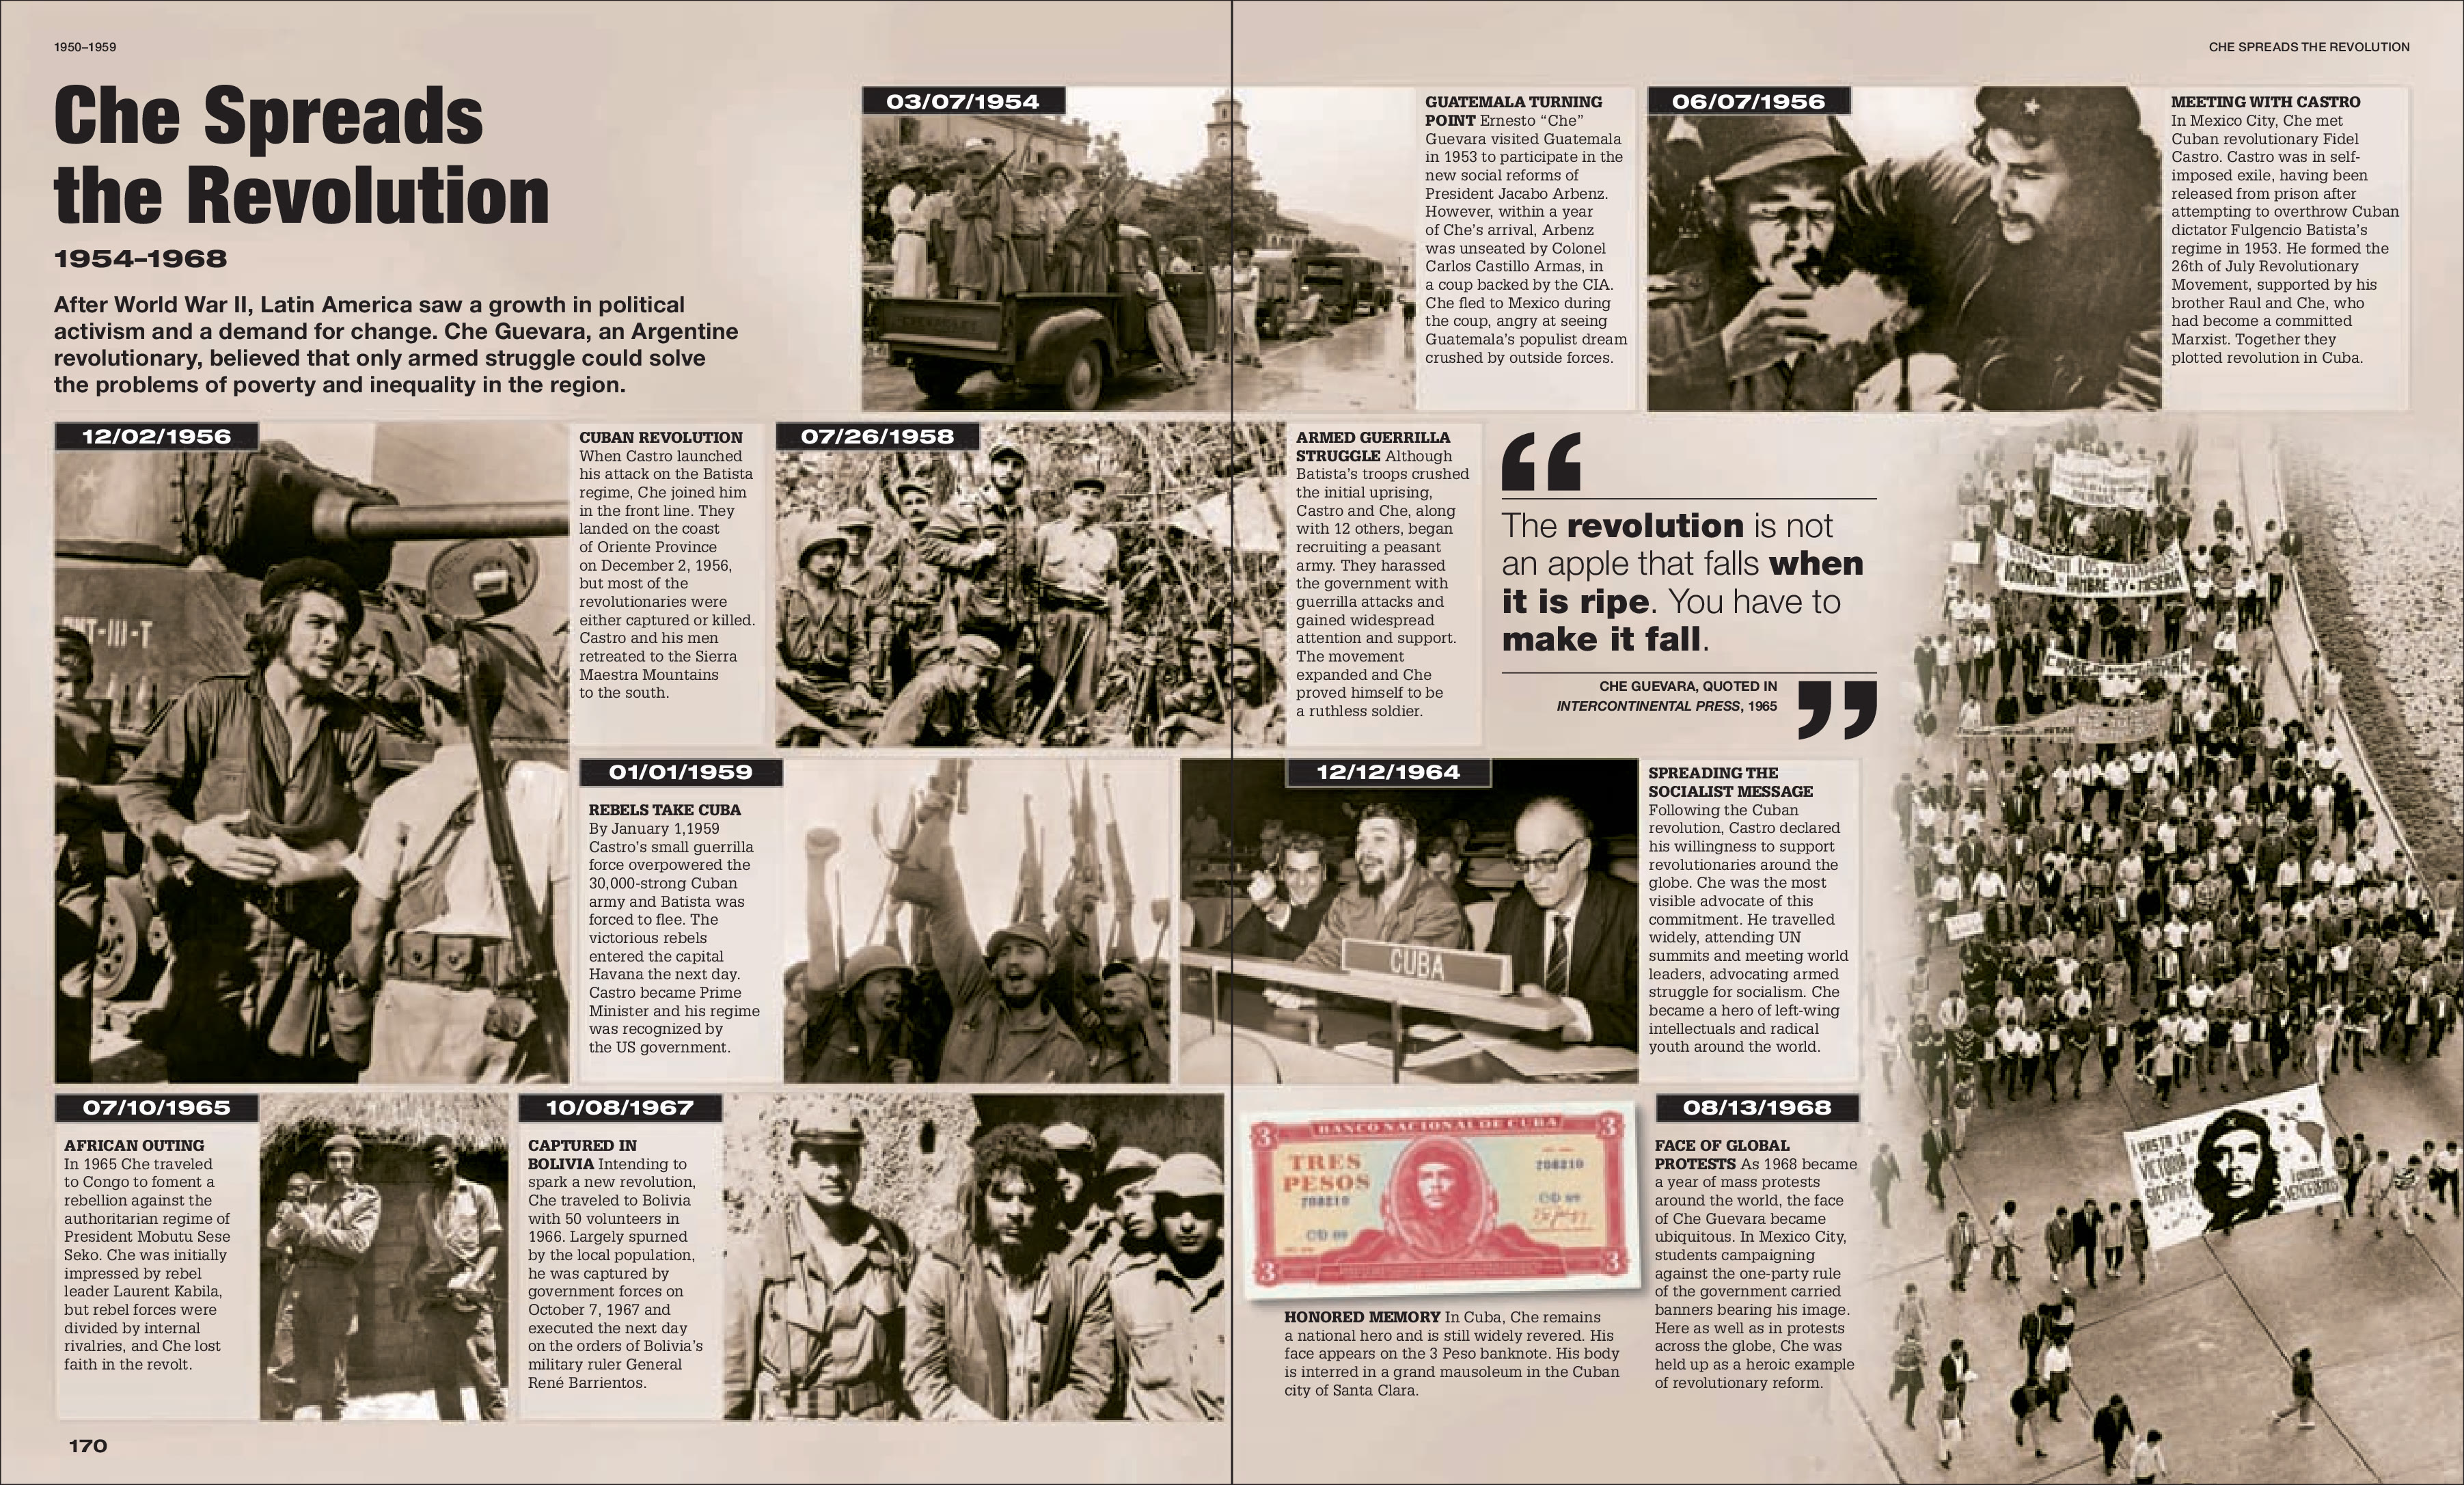 1950–1959
CHE SPREADS THE REVOLUTION
Che Spreads
the Revolution
1954–1968
After World War II, Latin America saw a growth in political
activism and a demand for change. Che Guevara, an Argentine
revolutionary, believed that only armed struggle could solve
the problems of poverty and inequality in the region.
03/07/1954
GUATEMALA TURNING
POINT Ernesto “Che”
Guevara visited Guatemala
in 1953 to participate in the
new social reforms of
President Jacabo Arbenz.
However, within a year
of Che’s arrival, Arbenz
was unseated by Colonel
Carlos Castillo Armas, in
a coup backed by the CIA.
Che fled to Mexico during
the coup, angry at seeing
Guatemala’s populist dream
crushed by outside forces.
06/07/1956
MEETING WITH CASTRO
In Mexico City, Che met
Cuban revolutionary Fidel
Castro. Castro was in self-
imposed exile, having been
released from prison after
attempting to overthrow Cuban
dictator Fulgencio Batista’s
regime in 1953. He formed the
26th of July Revolutionary
Movement, supported by his
brother Raul and Che, who
had become a committed
Marxist. Together they
plotted revolution in Cuba.
12/02/1956
CUBAN REVOLUTION
When Castro launched
his attack on the Batista
regime, Che joined him
in the front line. They
landed on the coast
of Oriente Province
on December 2, 1956,
but most of the
revolutionaries were
either captured or killed.
Castro and his men
retreated to the Sierra
Maestra Mountains
to the south.
07/26/1958
ARMED GUERRILLA
STRUGGLE Although
Batista’s troops crushed
the initial uprising,
Castro and Che, along
with 12 others, began
recruiting a peasant
army. They harassed
the government with
guerrilla attacks and
gained widespread
attention and support.
The movement
expanded and Che
proved himself to be
a ruthless soldier.
“
The revolution is not
an apple that falls when
it is ripe. You have to
make it fall.
CHE GUEVARA, QUOTED IN
INTERCONTINENTAL PRESS, 1965
”
01/01/1959
REBELS TAKE CUBA
By January 1,1959
Castro’s small guerrilla
force overpowered the
30,000-strong Cuban
army and Batista was
forced to flee. The
victorious rebels
entered the capital
Havana the next day.
Castro became Prime
Minister and his regime
was recognized by
the US government.
12/12/1964
CUBA
SPREADING THE
SOCIALIST MESSAGE
Following the Cuban
revolution, Castro declared
his willingness to support
revolutionaries around the
globe. Che was the most
visible advocate of this
commitment. He travelled
widely, attending UN
summits and meeting world
leaders, advocating armed
struggle for socialism. Che
became a hero of left-wing
intellectuals and radical
youth around the world.
07/10/1965
AFRICAN OUTING
In 1965 Che traveled
to Congo to foment a
rebellion against the
authoritarian regime of
President Mobutu Sese
Seko. Che was initially
impressed by rebel
leader Laurent Kabila,
but rebel forces were
divided by internal
rivalries, and Che lost
faith in the revolt.
10/08/1967
CAPTURED IN
BOLIVIA Intending to
spark a new revolution,
Che traveled to Bolivia
with 50 volunteers in
1966. Largely spurned
by the local population,
he was captured by
government forces on
October 7, 1967 and
executed the next day
on the orders of Bolivia’s
military ruler General
René Barrientos.
3 BANCO NACIONAL DE CUBA 3
TRES
PESOS
708210
708210
3 3
HONORED MEMORY In Cuba, Che remains
a national hero and is still widely revered. His
face appears on the 3 Peso banknote. His body
is interred in a grand mausoleum in the Cuban
city of Santa Clara.
08/13/1968
FACE OF GLOBAL
PROTESTS As 1968 became
a year of mass protests
around the world, the face
of Che Guevara became
ubiquitous. In Mexico City,
students campaigning
against the one-party rule
of the government carried
banners bearing his image.
Here as well as in protests
across the globe, Che was
held up as a heroic example
of revolutionary reform.
¡HASTA LA
VICTORIA
SIEMPRE!
VENCEREMOS
170